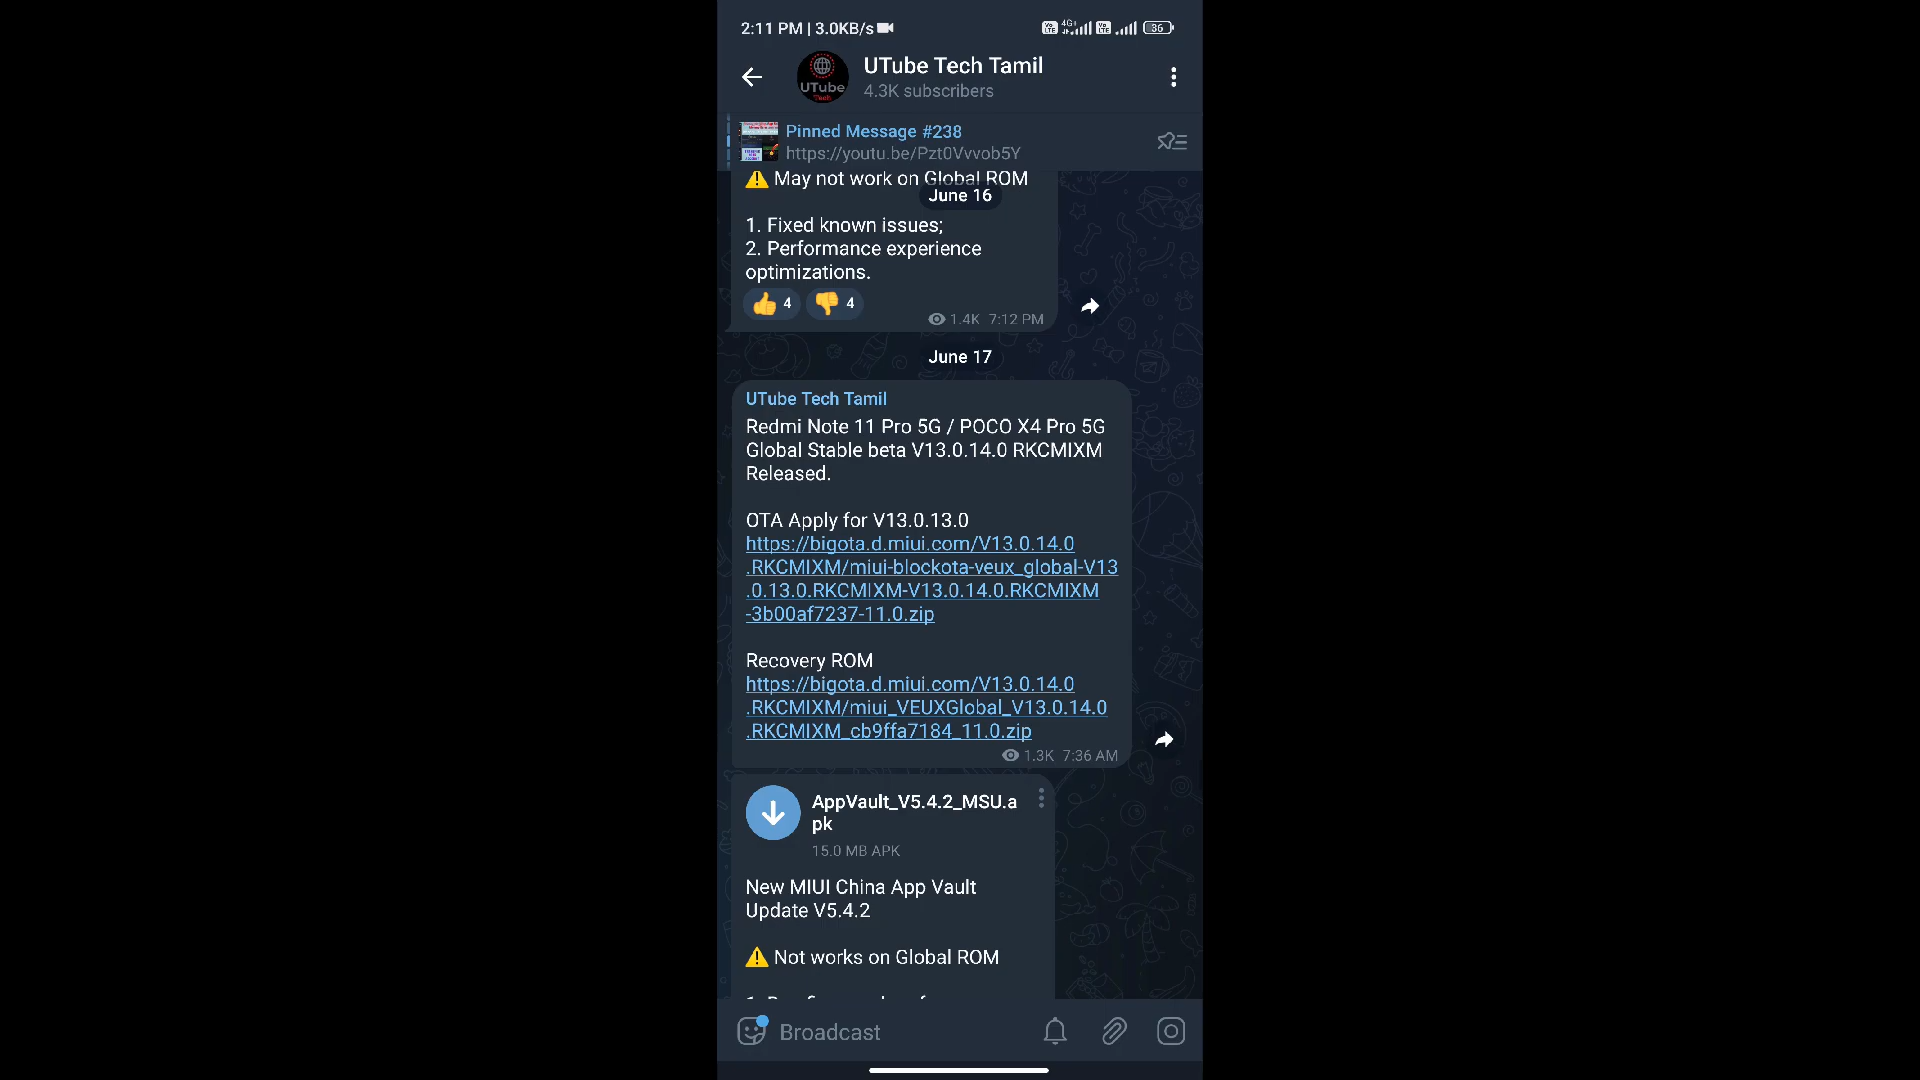 2:11 PM | 3.0KB/s
4G+
36
UTube Tech Tamil
4.3K subscribers
UTube
Tech
Pinned Message #238
https://youtu.be/Pzt0Vvvob5Y
⚠️ May not work on Global ROM
June 16
1. Fixed known issues;
2. Performance experience
optimizations.
👍 4 👎 4
1.4K 7:12 PM
June 17
UTube Tech Tamil
Redmi Note 11 Pro 5G / POCO X4 Pro 5G
Global Stable beta V13.0.14.0 RKCMIXM
Released.
OTA Apply for V13.0.13.0
https://bigota.d.miui.com/V13.0.14.0
.RKCMIXM/miui-blockota-veux_global-V13
.0.13.0.RKCMIXM-V13.0.14.0.RKCMIXM
-3b00af7237-11.0.zip
Recovery ROM
https://bigota.d.miui.com/V13.0.14.0
.RKCMIXM/miui_VEUXGlobal_V13.0.14.0
.RKCMIXM_cb9ffa7184_11.0.zip
1.3K 7:36 AM
AppVault_V5.4.2_MSU.a
pk
15.0 MB APK
New MIUI China App Vault
Update V5.4.2
⚠️ Not works on Global ROM
Broadcast